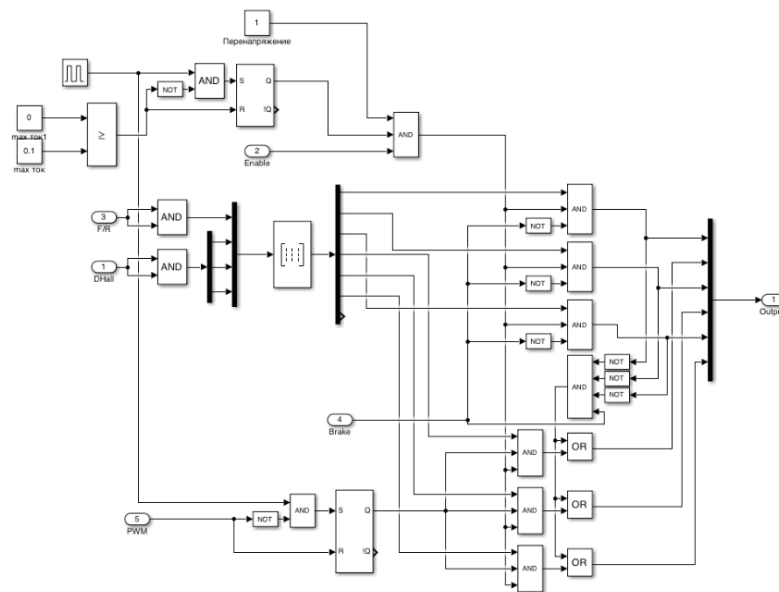 1
Перенапряжение
AND
NOT
S
Q
R
!Q
0
max ток1
0.1
max ток
≥
AND
2
Enable
3
F/R
AND
1
DHall
AND
AND
NOT
AND
NOT
AND
NOT
1
AND
NOT
NOT
NOT
4
Brake
AND
OR
5
PWM
NOT
AND
S
Q
R
!Q
AND
OR
AND
OR